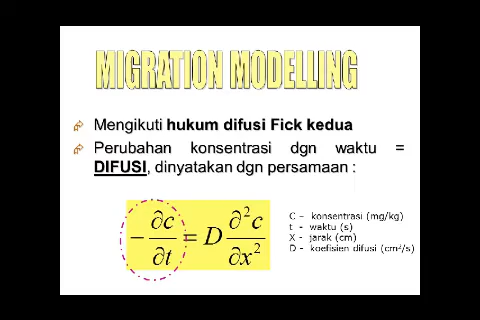 MIGRATION MODELLING
Mengikuti hukum difusi Fick kedua
Perubahan konsentrasi dgn waktu =
DIFUSI, dinyatakan dgn persamaan :
−∂c/∂t = D ∂²c/∂x²
C – konsentrasi (mg/kg)
t - waktu (s)
X - jarak (cm)
D - koefisien difusi (cm²/s)